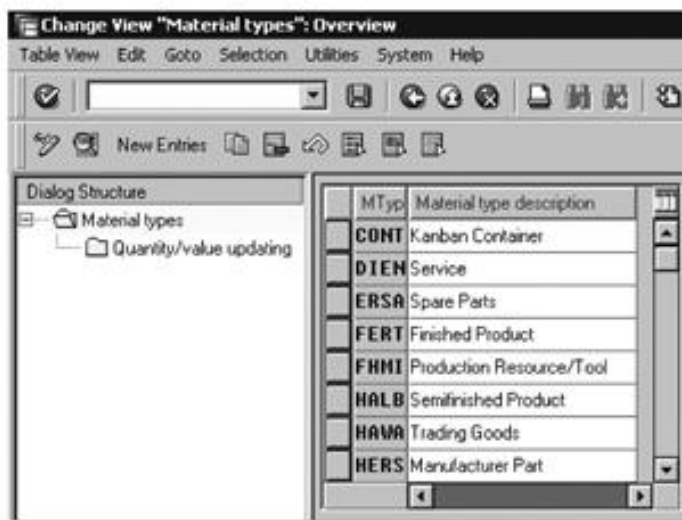 Change View "Material types": Overview
Table View Edit Goto Selection Utilities System Help
New Entries
Dialog Structure
Material types
Quantity/value updating
MTyp Material type description
CONT Kanban Container
DIEN Service
ERSA Spare Parts
FERT Finished Product
FHMI Production Resource/Tool
HALB Semifinished Product
HAWA Trading Goods
HERS Manufacturer Part